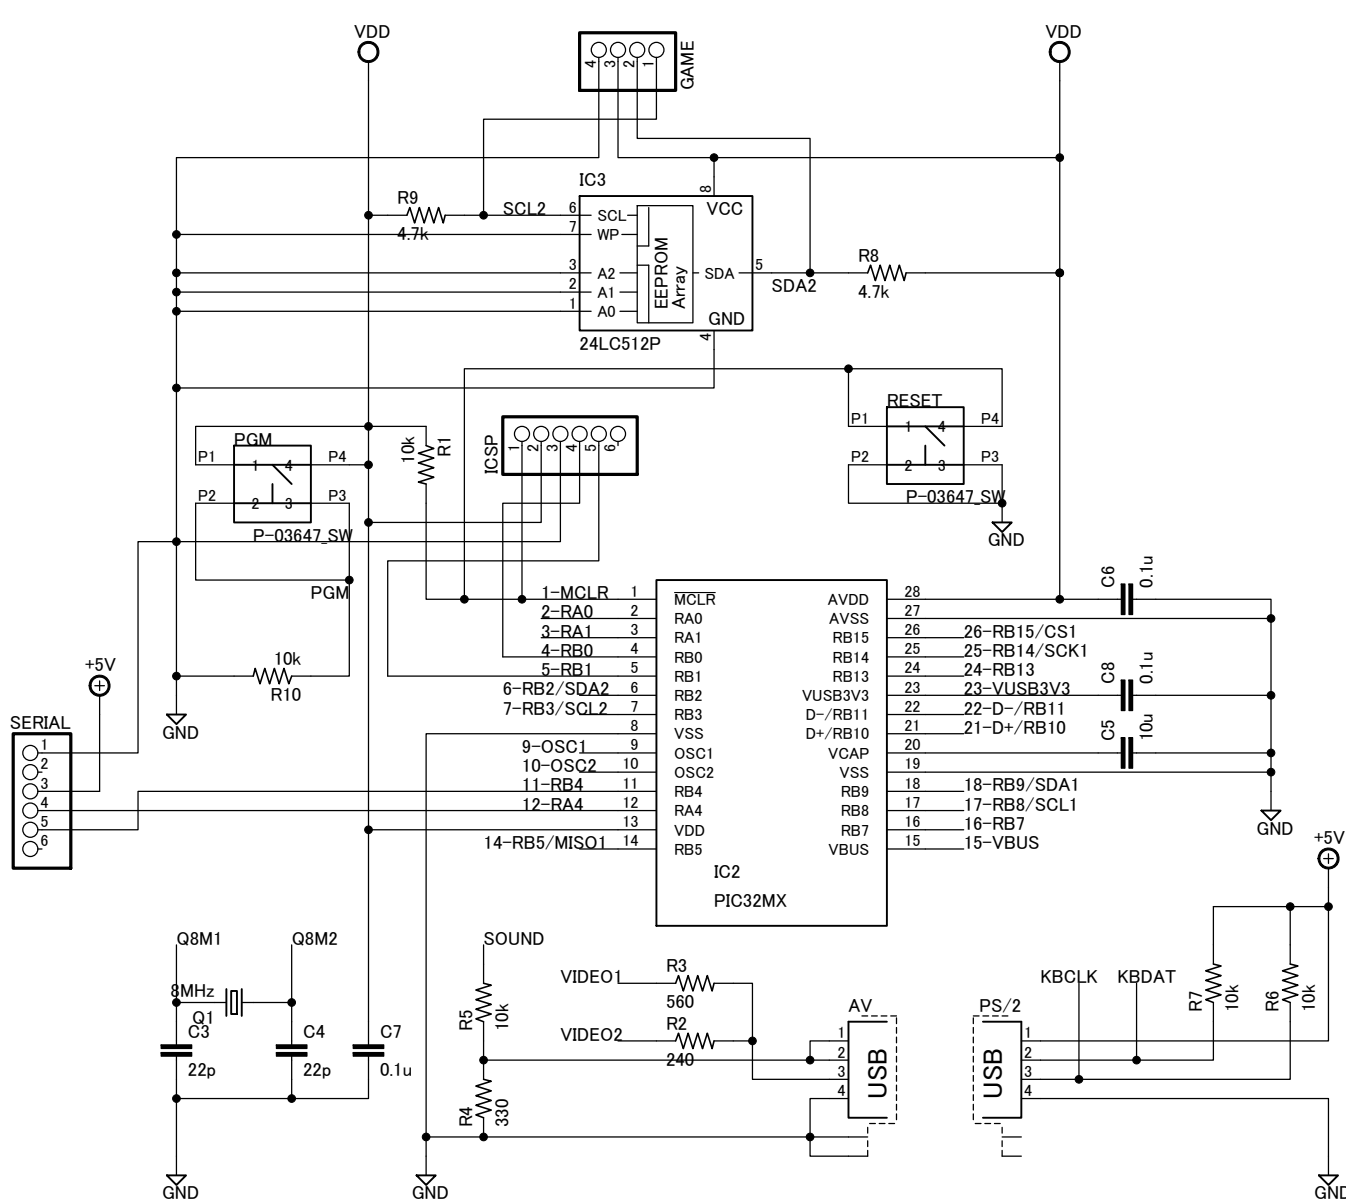 VDD
VDD
4
3
2
1
GAME
IC3
R9
4.7k
SCL2
6
7
3
2
1
SCL
WP
A2
A1
A0
EEPROM
Array
8
VCC
SDA
5
SDA2
GND
4
24LC512P
R8
4.7k
PGM
P1
1
4
P4
P2
2
3
P3
P-03647_SW
PGM
10k
R1
ICSP
1
2
3
4
5
6
RESET
P1
1
4
P4
P2
2
3
P3
P-03647_SW
GND
10k
R10
GND
+5V
SERIAL
1
2
3
4
5
6
1-MCLR 1 MCLR
2-RA0 2 RA0
3-RA1 3 RA1
4-RB0 4 RB0
5-RB1 5 RB1
6-RB2/SDA2 6 RB2
7-RB3/SCL2 7 RB3
8 VSS
9-OSC1 9 OSC1
10-OSC2 10 OSC2
11-RB4 11 RB4
12-RA4 12 RA4
13 VDD
14-RB5/MISO1 14 RB5
AVDD 28
AVSS 27
RB15 26 26-RB15/CS1
RB14 25 25-RB14/SCK1
RB13 24 24-RB13
VUSB3V3 23 23-VUSB3V3
D-/RB11 22 22-D-/RB11
D+/RB10 21 21-D+/RB10
VCAP 20
VSS 19
RB9 18 18-RB9/SDA1
RB8 17 17-RB8/SCL1
RB7 16 16-RB7
VBUS 15 15-VBUS
IC2
PIC32MX
C6
0.1u
C8
0.1u
C5
10u
GND
+5V
Q8M1
Q8M2
8MHz
Q1
C3
22p
C4
22p
C7
0.1u
GND
SOUND
R5
10k
R4
330
GND
VIDEO1
R3
560
VIDEO2
R2
240
AV
1
2
3
4
USB
PS/2
USB
1
2
3
4
KBCLK
KBDAT
R7
10k
R6
10k
GND